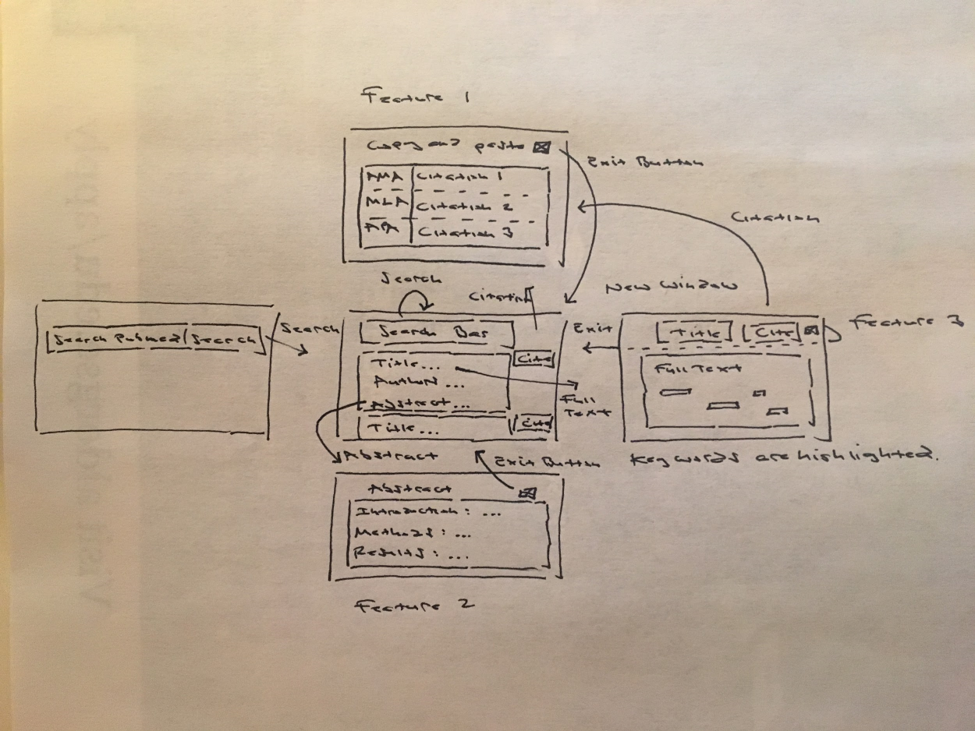 Feature 1
Copy and paste
AMA Citation 1
MLA Citation 2
APA Citation 3
Exit Button
Citation
Search
Citation
New Window
Search Pubmed Search
Search
Search Bar
Title...
Author...
Abstract...
Cite
Title...
Cite
Full
Text
Exit
Title Cite
Full Text
Feature 3
Keywords are highlighted.
Abstract
Exit Button
Abstract
Introduction: ...
Methods: ...
Results: ...
Feature 2